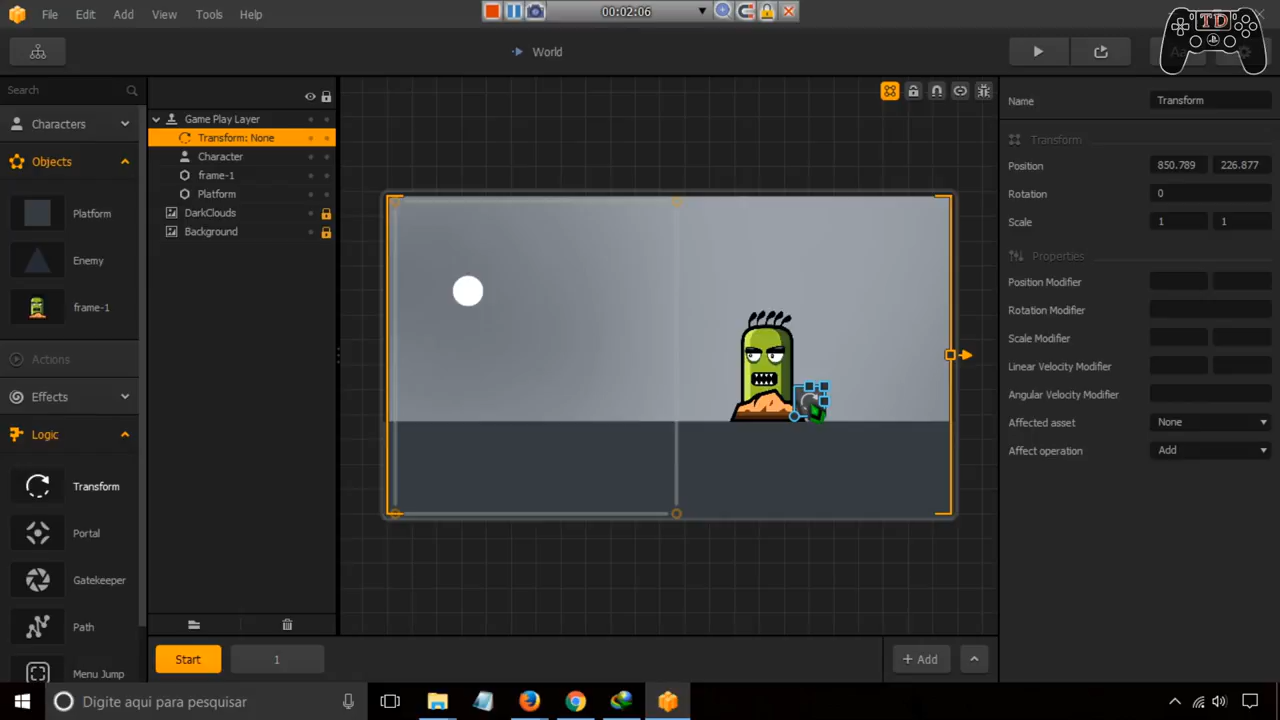 File Edit Add View Tools Help
00:02:06
TD
World
Search
Characters
Objects
Platform
Enemy
frame-1
Actions
Effects
Logic
Transform
Portal
Gatekeeper
Path
Menu Jump
Game Play Layer
Transform: None
Character
frame-1
Platform
DarkClouds
Background
Start 1
+ Add
Name Transform
Transform
Position 850.789 226.877
Rotation 0
Scale 1 1
Properties
Position Modifier
Rotation Modifier
Scale Modifier
Linear Velocity Modifier
Angular Velocity Modifier
Affected asset None
Affect operation Add
Digite aqui para pesquisar